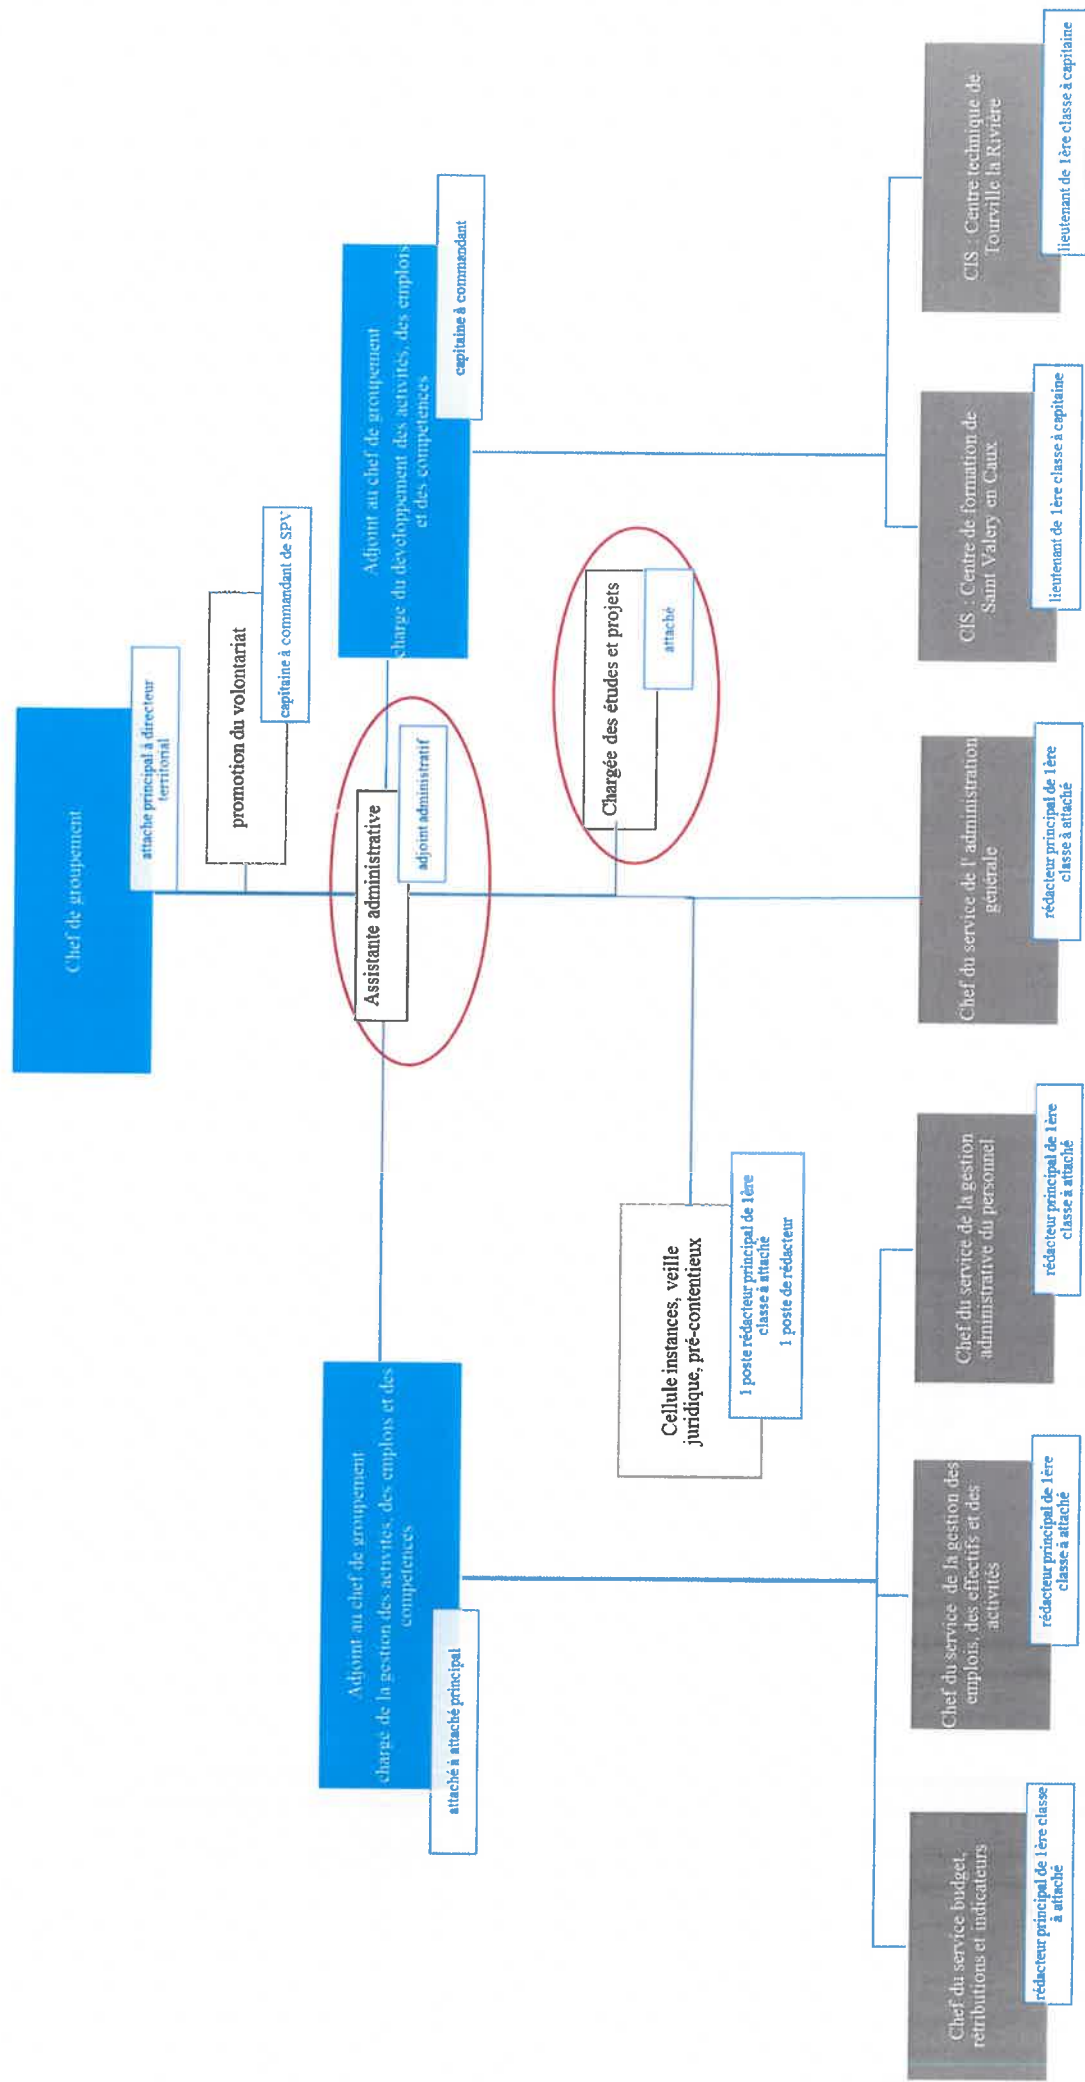 Chef de groupement
attaché principal à directeur
territorial
promotion du volontariat
capitaine à commandant de SPV
Assistante administrative
adjoint administratif
Adjoint au chef de groupement
chargé de la gestion des activités, des emplois et des
compétences
attaché à attaché principal
Adjoint au chef de groupement
chargé du développement des activités, des emplois
et des compétences
capitaine à commandant
Cellule instances, veille
juridique, pré-contentieux
1 poste rédacteur principal de 1ère
classe à attaché
1 poste de rédacteur
Chargée des études et projets
attaché
Chef du service budget,
rétributions et indicateurs
rédacteur principal de 1ère classe
à attaché
Chef du service de la gestion des
emplois, des effectifs et des
activités
rédacteur principal de 1ère
classe à attaché
Chef du service de la gestion
administrative du personnel
rédacteur principal de 1ère
classe à attaché
Chef du service de l' administration
générale
rédacteur principal de 1ère
classe à attaché
CIS : Centre de formation de
Saint Valery en Caux
lieutenant de 1ère classe à capitaine
CIS : Centre technique de
Tourville la Rivière
lieutenant de 1ère classe à capitaine